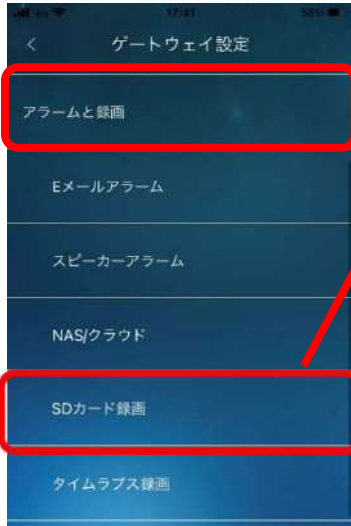 17:41
ゲートウェイ設定
アラームと録画
Eメールアラーム
スピーカーアラーム
NAS/クラウド
SDカード録画
タイムラプス録画